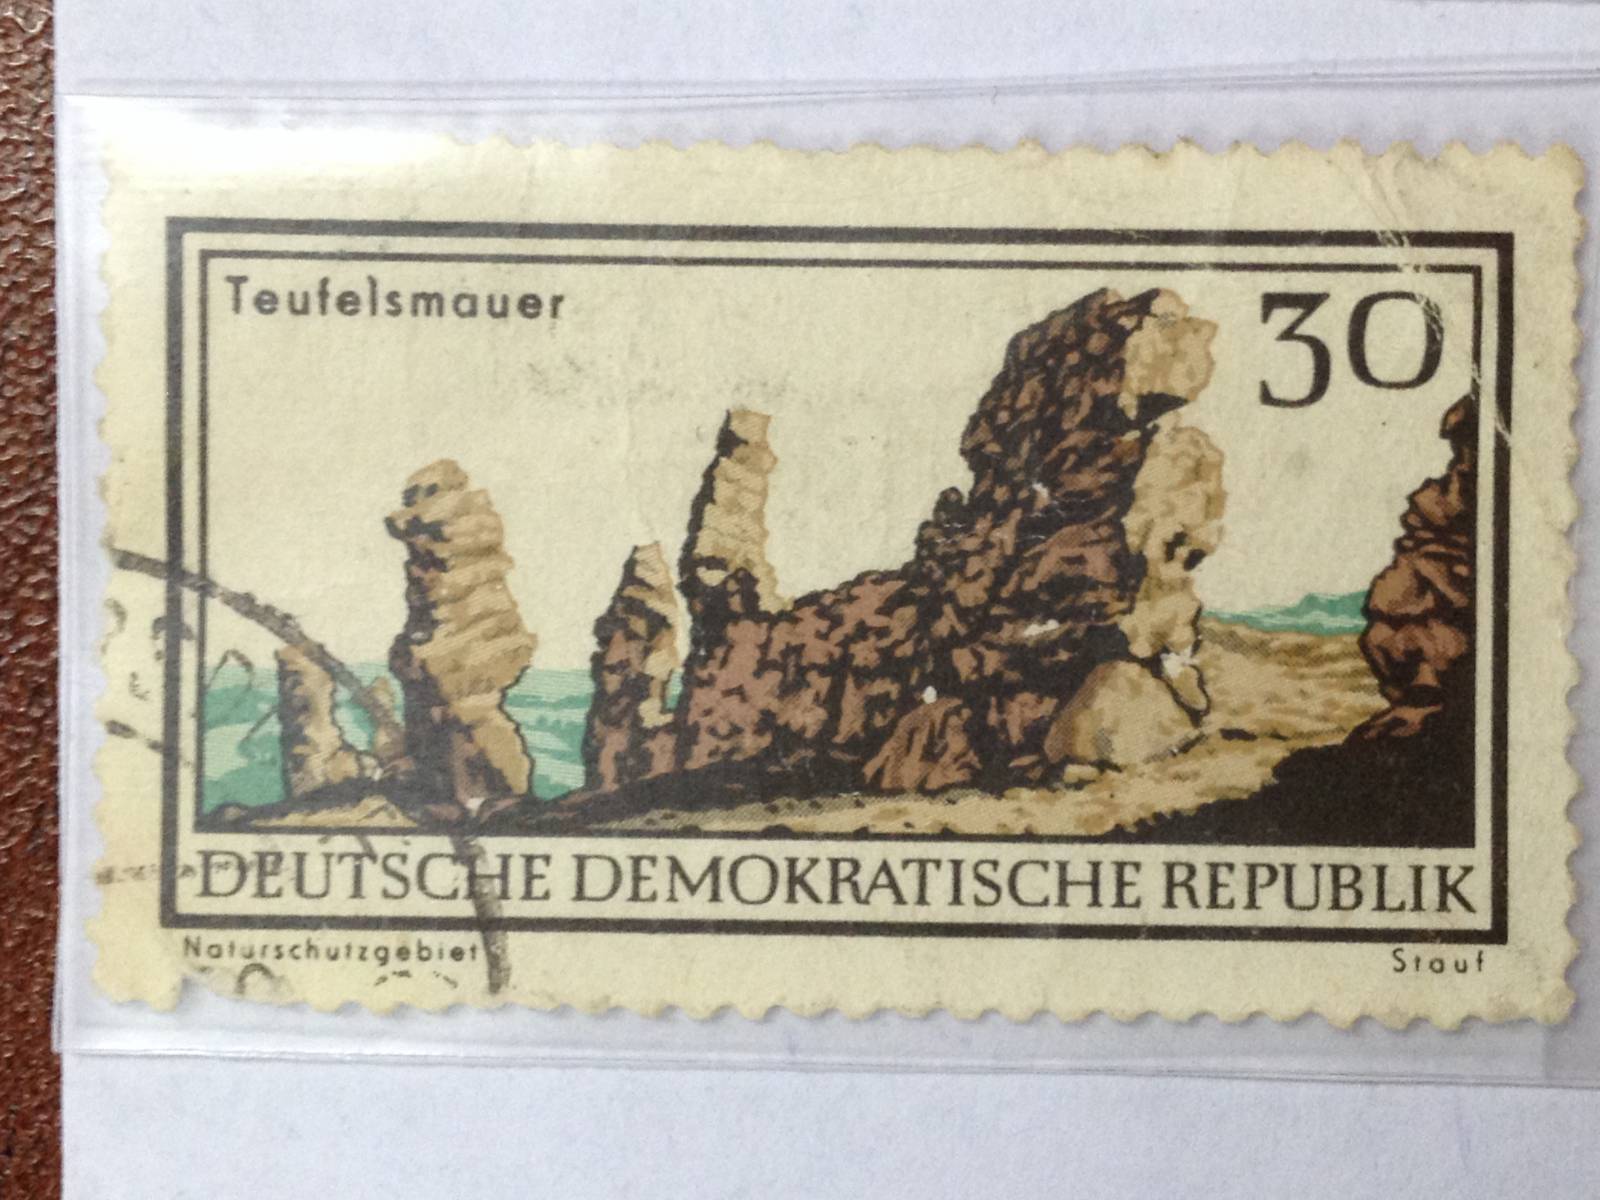 Teufelsmauer
30
DEUTSCHE DEMOKRATISCHE REPUBLIK
Naturschutzgebiet
Stauf